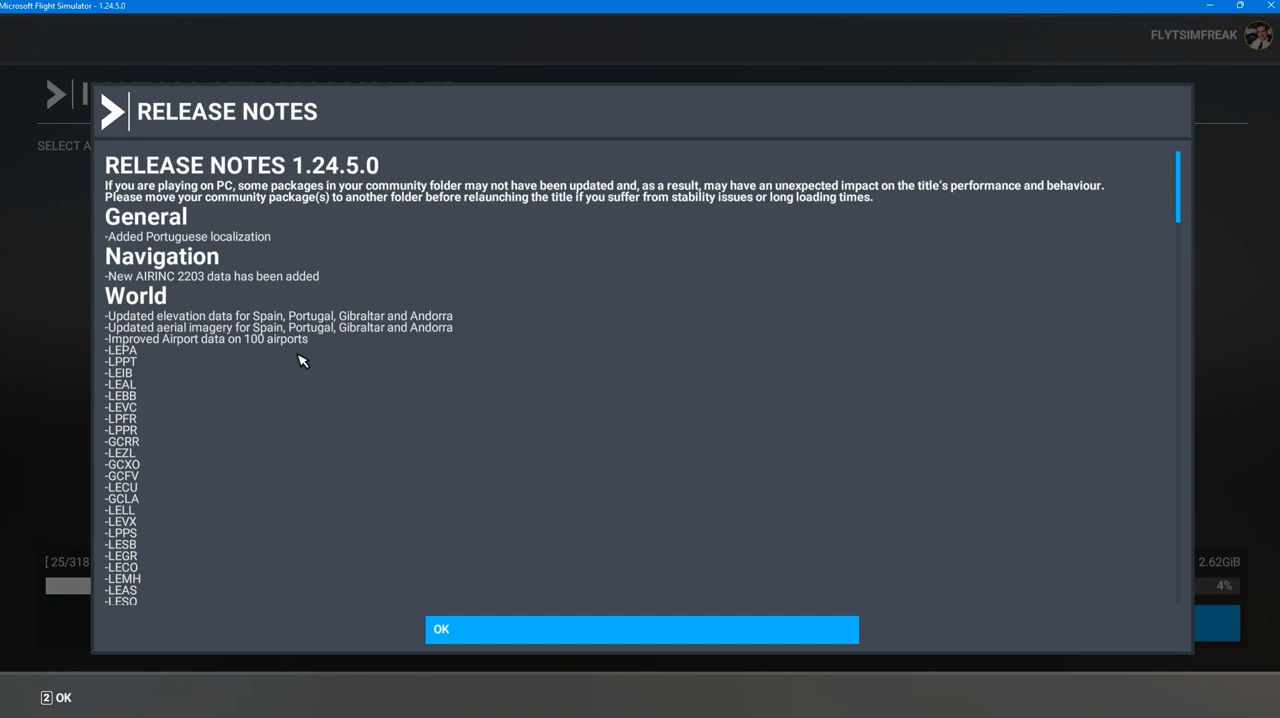 Microsoft Flight Simulator - 1.24.5.0
FLYTSIMFREAK
RELEASE NOTES
SELECT A
RELEASE NOTES 1.24.5.0
If you are playing on PC, some packages in your community folder may not have been updated and, as a result, may have an unexpected impact on the title's performance and behaviour.
Please move your community package(s) to another folder before relaunching the title if you suffer from stability issues or long loading times.
General
-Added Portuguese localization
Navigation
-New AIRINC 2203 data has been added
World
-Updated elevation data for Spain, Portugal, Gibraltar and Andorra
-Updated aerial imagery for Spain, Portugal, Gibraltar and Andorra
-Improved Airport data on 100 airports
-LEPA
-LPPT
-LEIB
-LEAL
-LEBB
-LEVC
-LPFR
-LPPR
-GCRR
-LEZL
-GCXO
-GCFV
-LECU
-GCLA
-LELL
-LEVX
-LPPS
-LESB
-LEGR
-LECO
-LEMH
-LEAS
-LESO
[ 25/318
2.62GiB
4%
OK
2 OK